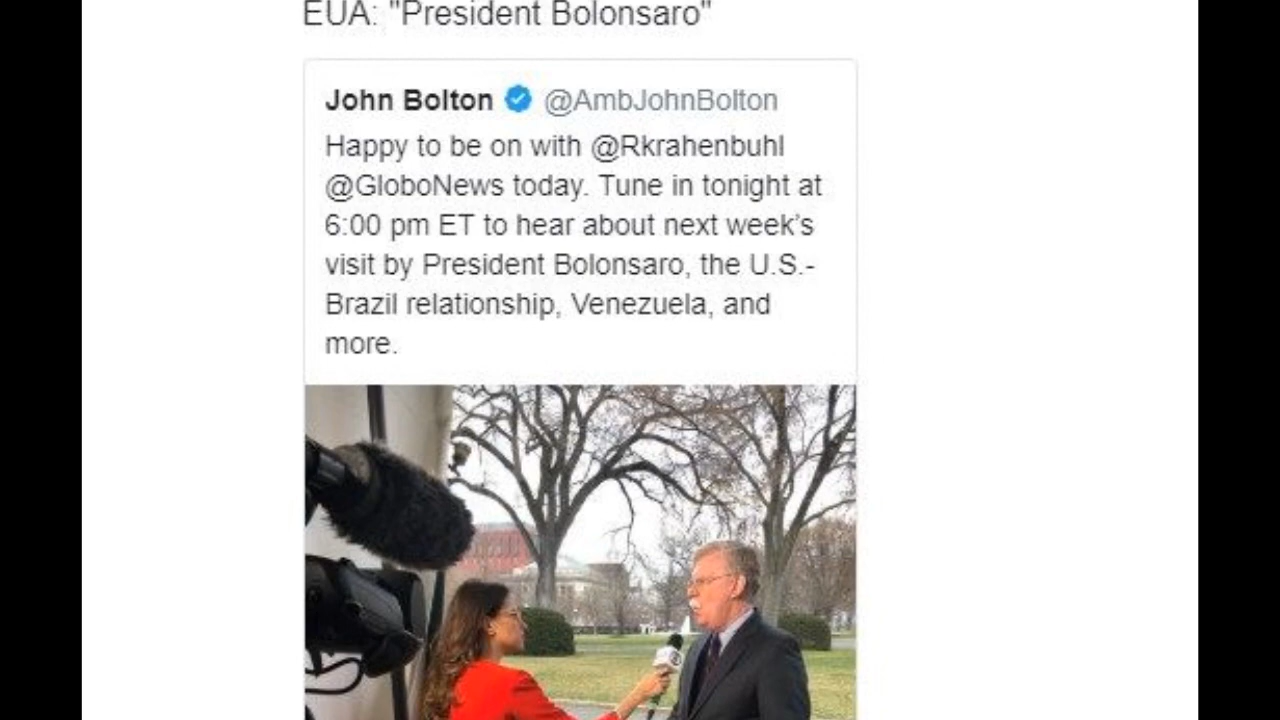 EUA: "President Bolonsaro"
John Bolton @AmbJohnBolton
Happy to be on with @Rkrahenbuhl
@GloboNews today. Tune in tonight at
6:00 pm ET to hear about next week’s
visit by President Bolonsaro, the U.S.-
Brazil relationship, Venezuela, and
more.